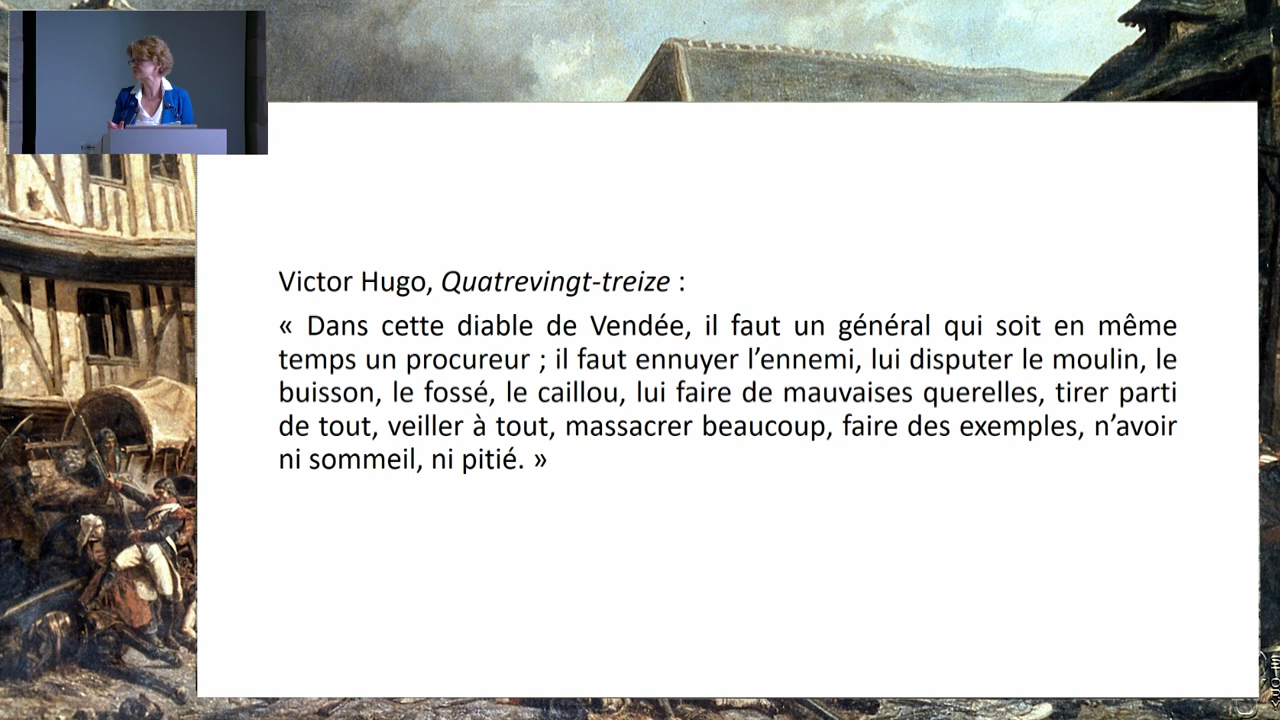 Victor Hugo, Quatrevingt-treize :
« Dans cette diable de Vendée, il faut un général qui soit en même
temps un procureur ; il faut ennuyer l’ennemi, lui disputer le moulin, le
buisson, le fossé, le caillou, lui faire de mauvaises querelles, tirer parti
de tout, veiller à tout, massacrer beaucoup, faire des exemples, n’avoir
ni sommeil, ni pitié. »